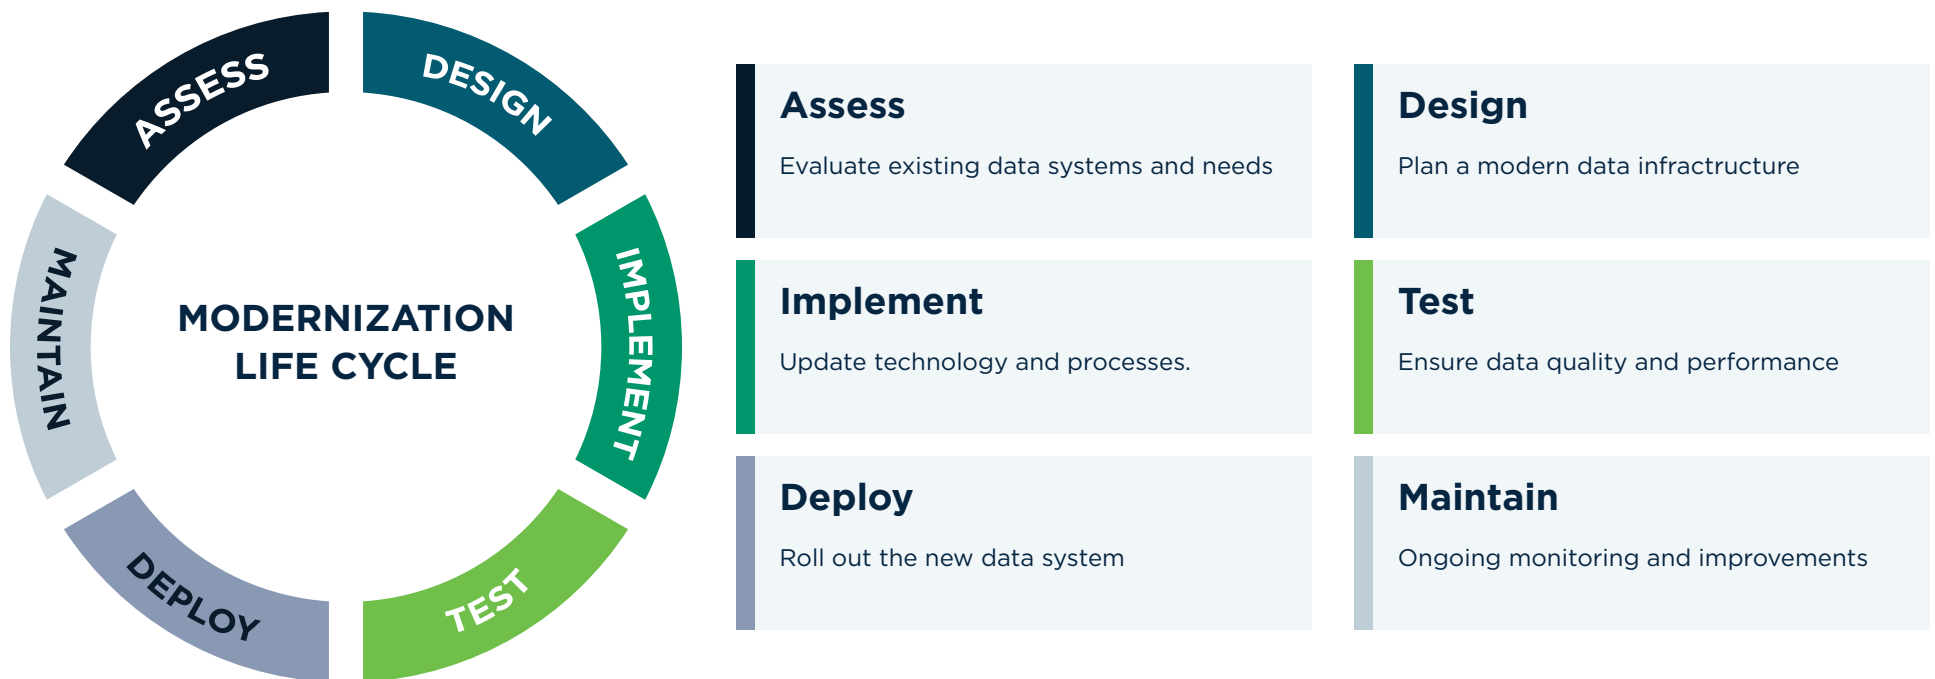 ASSESS
DESIGN
IMPLEMENT
TEST
DEPLOY
MAINTAIN
MODERNIZATION
LIFE CYCLE
Assess
Evaluate existing data systems and needs
Design
Plan a modern data infractructure
Implement
Update technology and processes.
Test
Ensure data quality and performance
Deploy
Roll out the new data system
Maintain
Ongoing monitoring and improvements